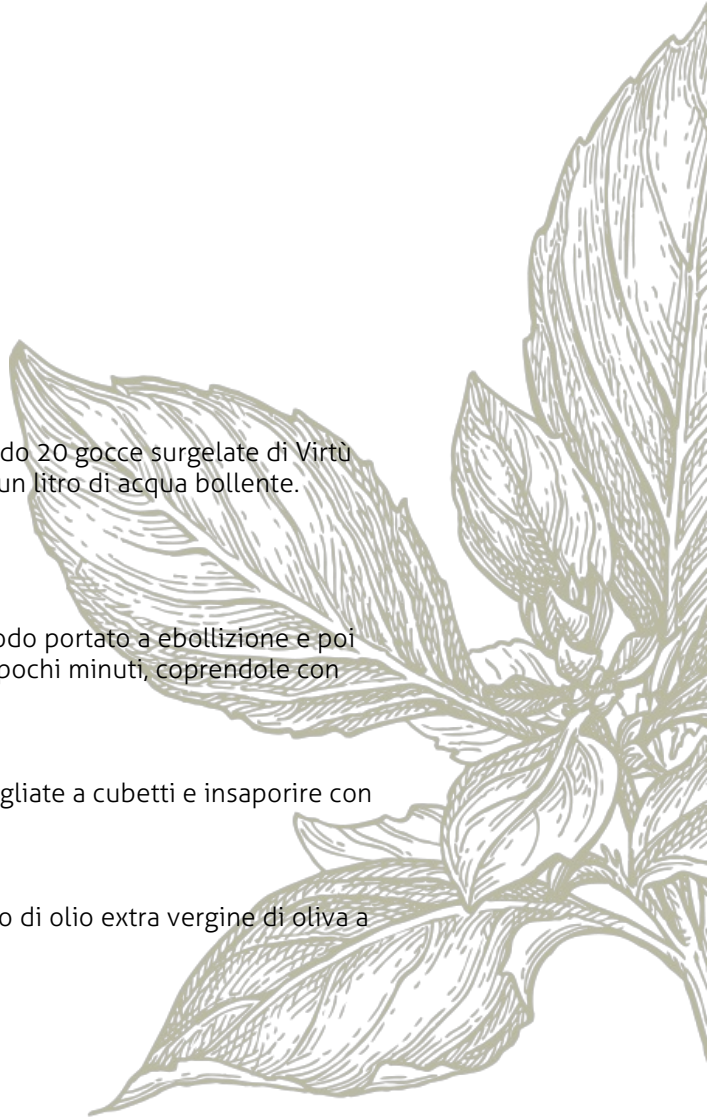 do 20 gocce surgelate di Virtù
un litro di acqua bollente.
odo portato a ebollizione e poi
pochi minuti, coprendole con
gliate a cubetti e insaporire con
o di olio extra vergine di oliva a